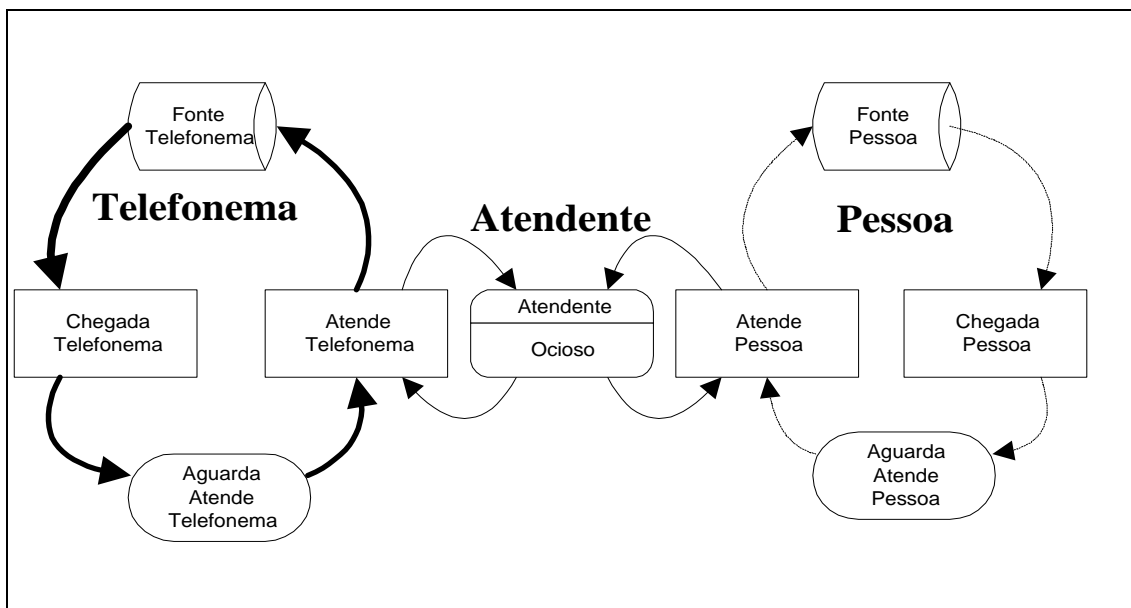 Fonte
Telefonema
Fonte
Pessoa
Telefonema
Atendente
Pessoa
Chegada
Telefonema
Atende
Telefonema
Atendente
Ocioso
Atende
Pessoa
Chegada
Pessoa
Aguarda
Atende
Telefonema
Aguarda
Atende
Pessoa